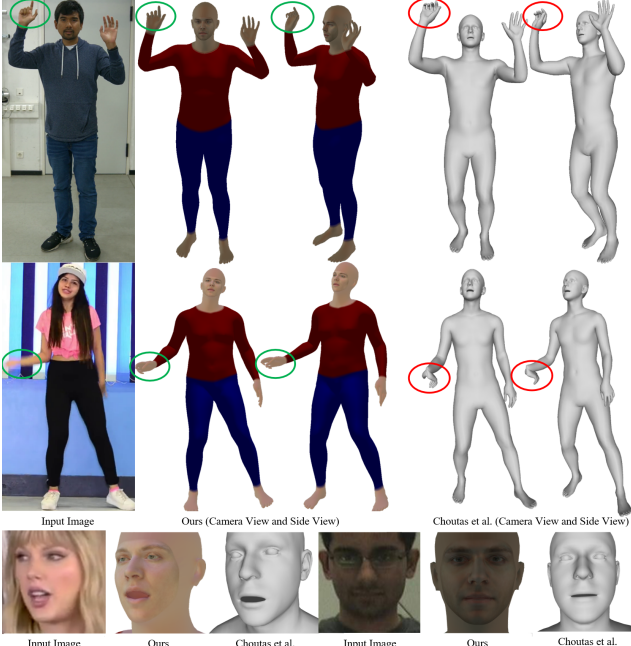 Input Image Ours (Camera View and Side View) Choutas et al. (Camera View and Side View)
Input Image Ours Choutas et al. Input Image Ours Choutas et al.